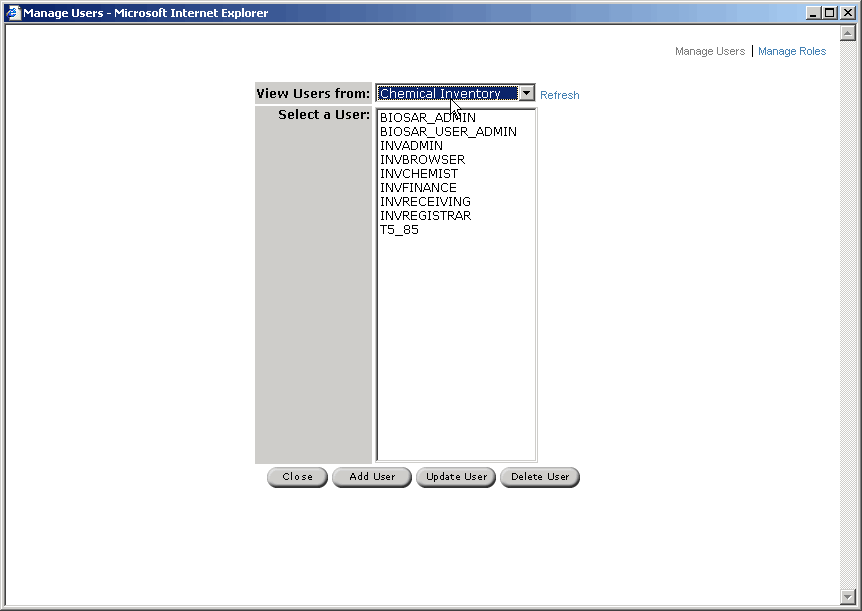 Manage Users - Microsoft Internet Explorer
Manage Users | Manage Roles
View Users from: Chemical Inventory Refresh
Select a User:
BIOSAR_ADMIN
BIOSAR_USER_ADMIN
INVADMIN
INVBROWSER
INVCHEMIST
INVFINANCE
INVRECEIVING
INVREGISTRAR
T5_85
Close Add User Update User Delete User